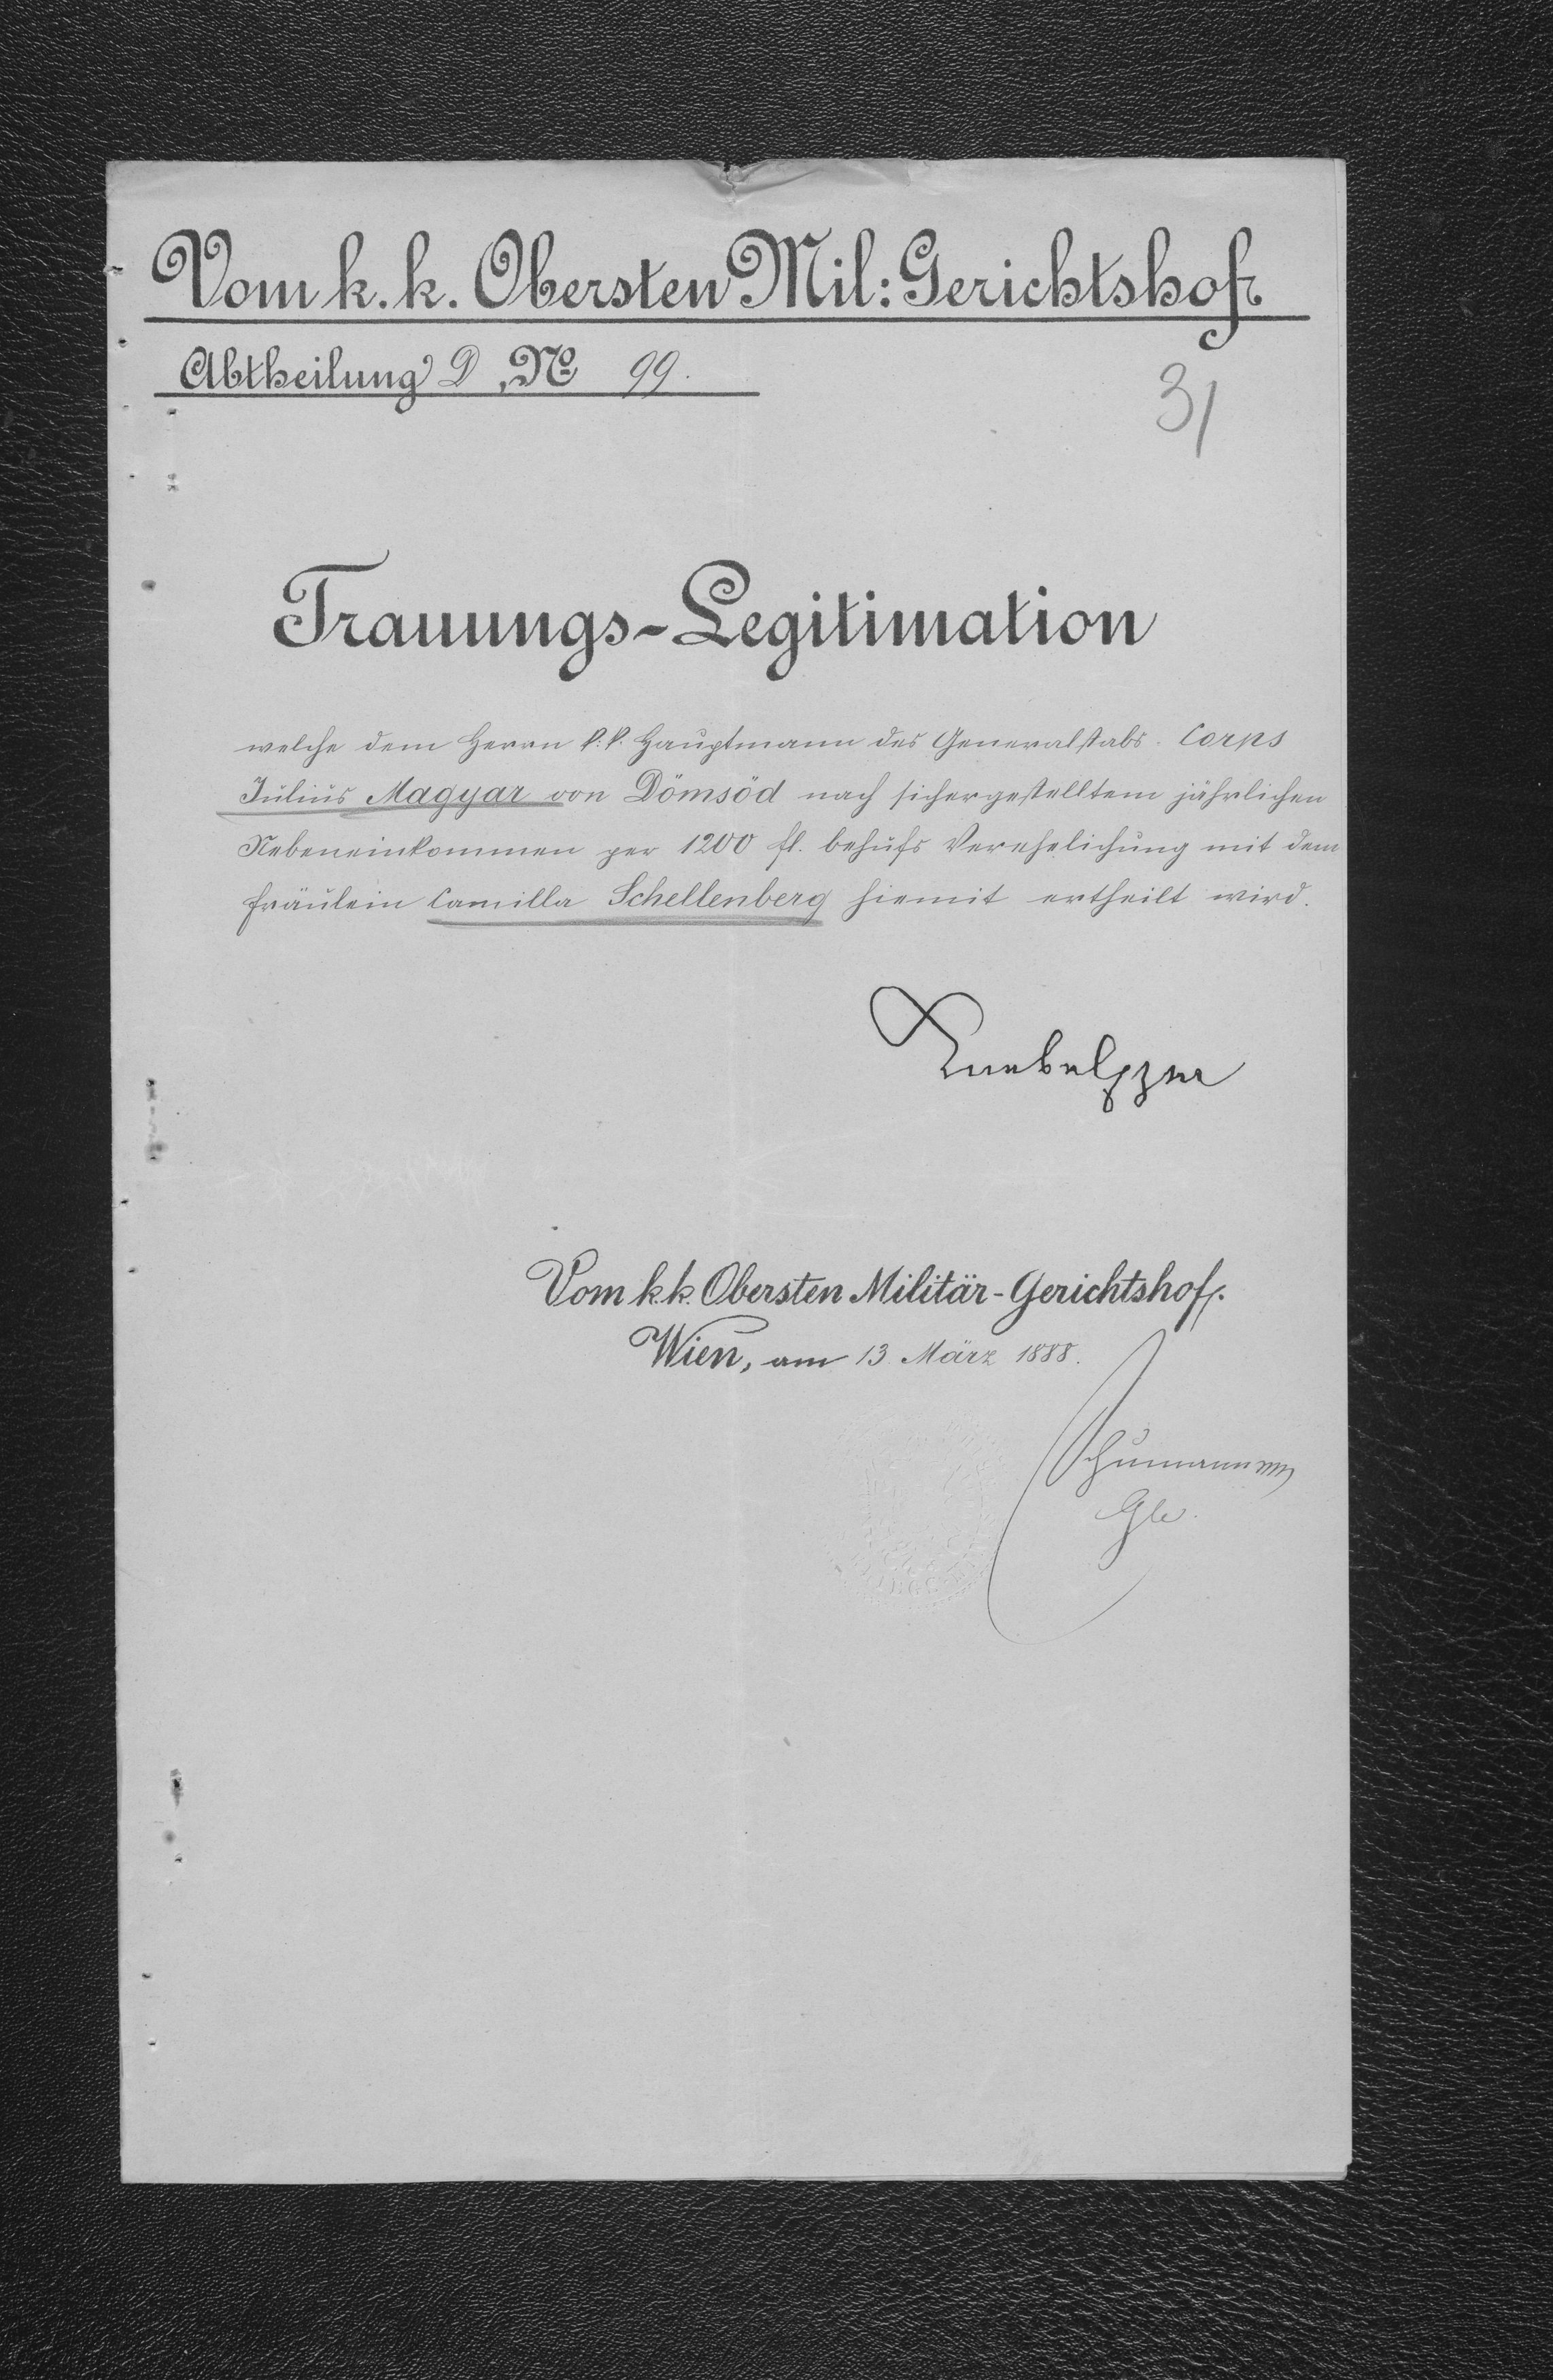 Vom k. k. Obersten Mil: Gerichtshof.
Abtheilung D, No 99.
31
Trauungs-Legitimation
welche dem Herrn k. k. Hauptmann des Generalstabs-Corps
Julius Magyar von Dömsöd nach sichergestelltem jährlichen
Nebeneinkommen per 1200 fl. behufs Verehelichung mit dem
Fräulein Camilla Schellenberg hiemit ertheilt wird.
Vom k. k. Obersten Militär-Gerichtshof.
Wien, am 13. März 1888.
Schumann